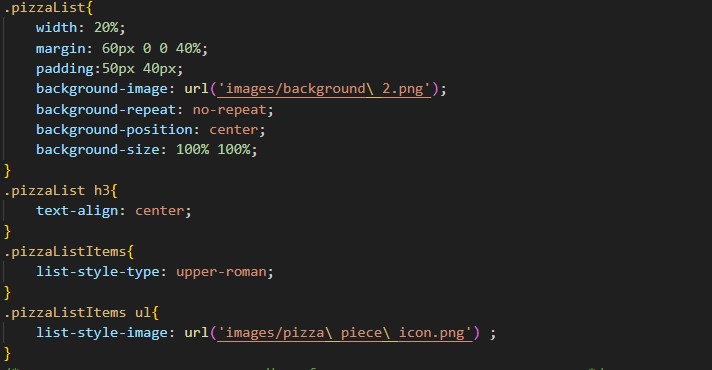 .pizzaList{
    width: 20%;
    margin: 60px 0 0 40%;
    padding:50px 40px;
    background-image: url('images/background\ 2.png');
    background-repeat: no-repeat;
    background-position: center;
    background-size: 100% 100%;
}
.pizzaList h3{
    text-align: center;
}
.pizzaListItems{
    list-style-type: upper-roman;
}
.pizzaListItems ul{
    list-style-image: url('images/pizza\ piece\ icon.png') ;
}